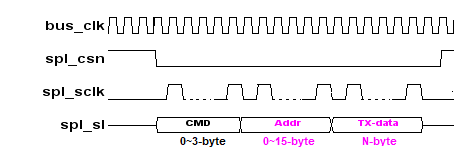 bus_clk
spl_csn
spl_sclk
spl_sl CMD Addr TX-data
0~3-byte 0~15-byte N-byte